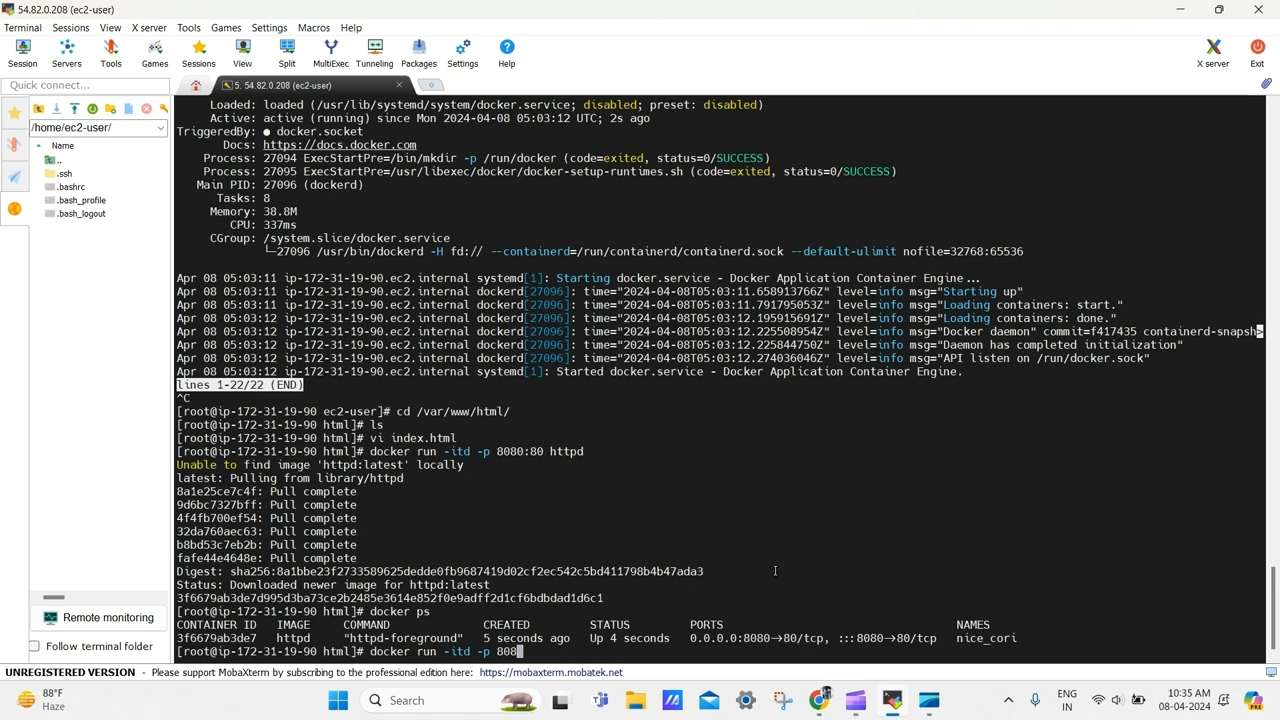 54.82.0.208 (ec2-user)
Terminal Sessions View X server Tools Games Settings Macros Help
Session Servers Tools Games Sessions View Split MultiExec Tunneling Packages Settings Help X server Exit
Quick connect...
5. 54.82.0.208 (ec2-user)
/home/ec2-user/
Name
..
.ssh
.bashrc
.bash_profile
.bash_logout
Loaded: loaded (/usr/lib/systemd/system/docker.service; disabled; preset: disabled)
Active: active (running) since Mon 2024-04-08 05:03:12 UTC; 2s ago
TriggeredBy: ● docker.socket
Docs: https://docs.docker.com
Process: 27094 ExecStartPre=/bin/mkdir -p /run/docker (code=exited, status=0/SUCCESS)
Process: 27095 ExecStartPre=/usr/libexec/docker/docker-setup-runtimes.sh (code=exited, status=0/SUCCESS)
Main PID: 27096 (dockerd)
Tasks: 8
Memory: 38.8M
CPU: 337ms
CGroup: /system.slice/docker.service
└─27096 /usr/bin/dockerd -H fd:// --containerd=/run/containerd/containerd.sock --default-ulimit nofile=32768:65536
Apr 08 05:03:11 ip-172-31-19-90.ec2.internal systemd[1]: Starting docker.service - Docker Application Container Engine...
Apr 08 05:03:11 ip-172-31-19-90.ec2.internal dockerd[27096]: time="2024-04-08T05:03:11.658913766Z" level=info msg="Starting up"
Apr 08 05:03:11 ip-172-31-19-90.ec2.internal dockerd[27096]: time="2024-04-08T05:03:11.791795053Z" level=info msg="Loading containers: start."
Apr 08 05:03:12 ip-172-31-19-90.ec2.internal dockerd[27096]: time="2024-04-08T05:03:12.195915691Z" level=info msg="Loading containers: done."
Apr 08 05:03:12 ip-172-31-19-90.ec2.internal dockerd[27096]: time="2024-04-08T05:03:12.225508954Z" level=info msg="Docker daemon" commit=f417435 containerd-snapsh>
Apr 08 05:03:12 ip-172-31-19-90.ec2.internal dockerd[27096]: time="2024-04-08T05:03:12.225844750Z" level=info msg="Daemon has completed initialization"
Apr 08 05:03:12 ip-172-31-19-90.ec2.internal dockerd[27096]: time="2024-04-08T05:03:12.274036046Z" level=info msg="API listen on /run/docker.sock"
Apr 08 05:03:12 ip-172-31-19-90.ec2.internal systemd[1]: Started docker.service - Docker Application Container Engine.
lines 1-22/22 (END)
^C
[root@ip-172-31-19-90 ec2-user]# cd /var/www/html/
[root@ip-172-31-19-90 html]# ls
[root@ip-172-31-19-90 html]# vi index.html
[root@ip-172-31-19-90 html]# docker run -itd -p 8080:80 httpd
Unable to find image 'httpd:latest' locally
latest: Pulling from library/httpd
8a1e25ce7c4f: Pull complete
9d6bc7327bff: Pull complete
4f4fb700ef54: Pull complete
32da760aec63: Pull complete
b8bd53c7eb2b: Pull complete
fafe44e4648e: Pull complete
Digest: sha256:8a1bbe23f2733589625dedde0fb9687419d02cf2ec542c5bd411798b4b47ada3
Status: Downloaded newer image for httpd:latest
3f6679ab3de7d995d3ba73ce2b2485e3614e852f0e9adff2d1cf6bdbdad1d6c1
[root@ip-172-31-19-90 html]# docker ps
CONTAINER ID IMAGE COMMAND CREATED STATUS PORTS NAMES
3f6679ab3de7 httpd "httpd-foreground" 5 seconds ago Up 4 seconds 0.0.0.0:8080->80/tcp, :::8080->80/tcp nice_cori
[root@ip-172-31-19-90 html]# docker run -itd -p 808
Remote monitoring
Follow terminal folder
UNREGISTERED VERSION - Please support MobaXterm by subscribing to the professional edition here: https://mobaxterm.mobatek.net
88°F
Haze
Search
ENG
IN
10:35 AM
08-04-2024